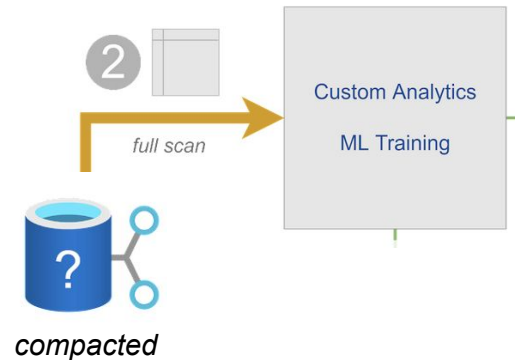 2
Custom Analytics
ML Training
full scan
?
compacted